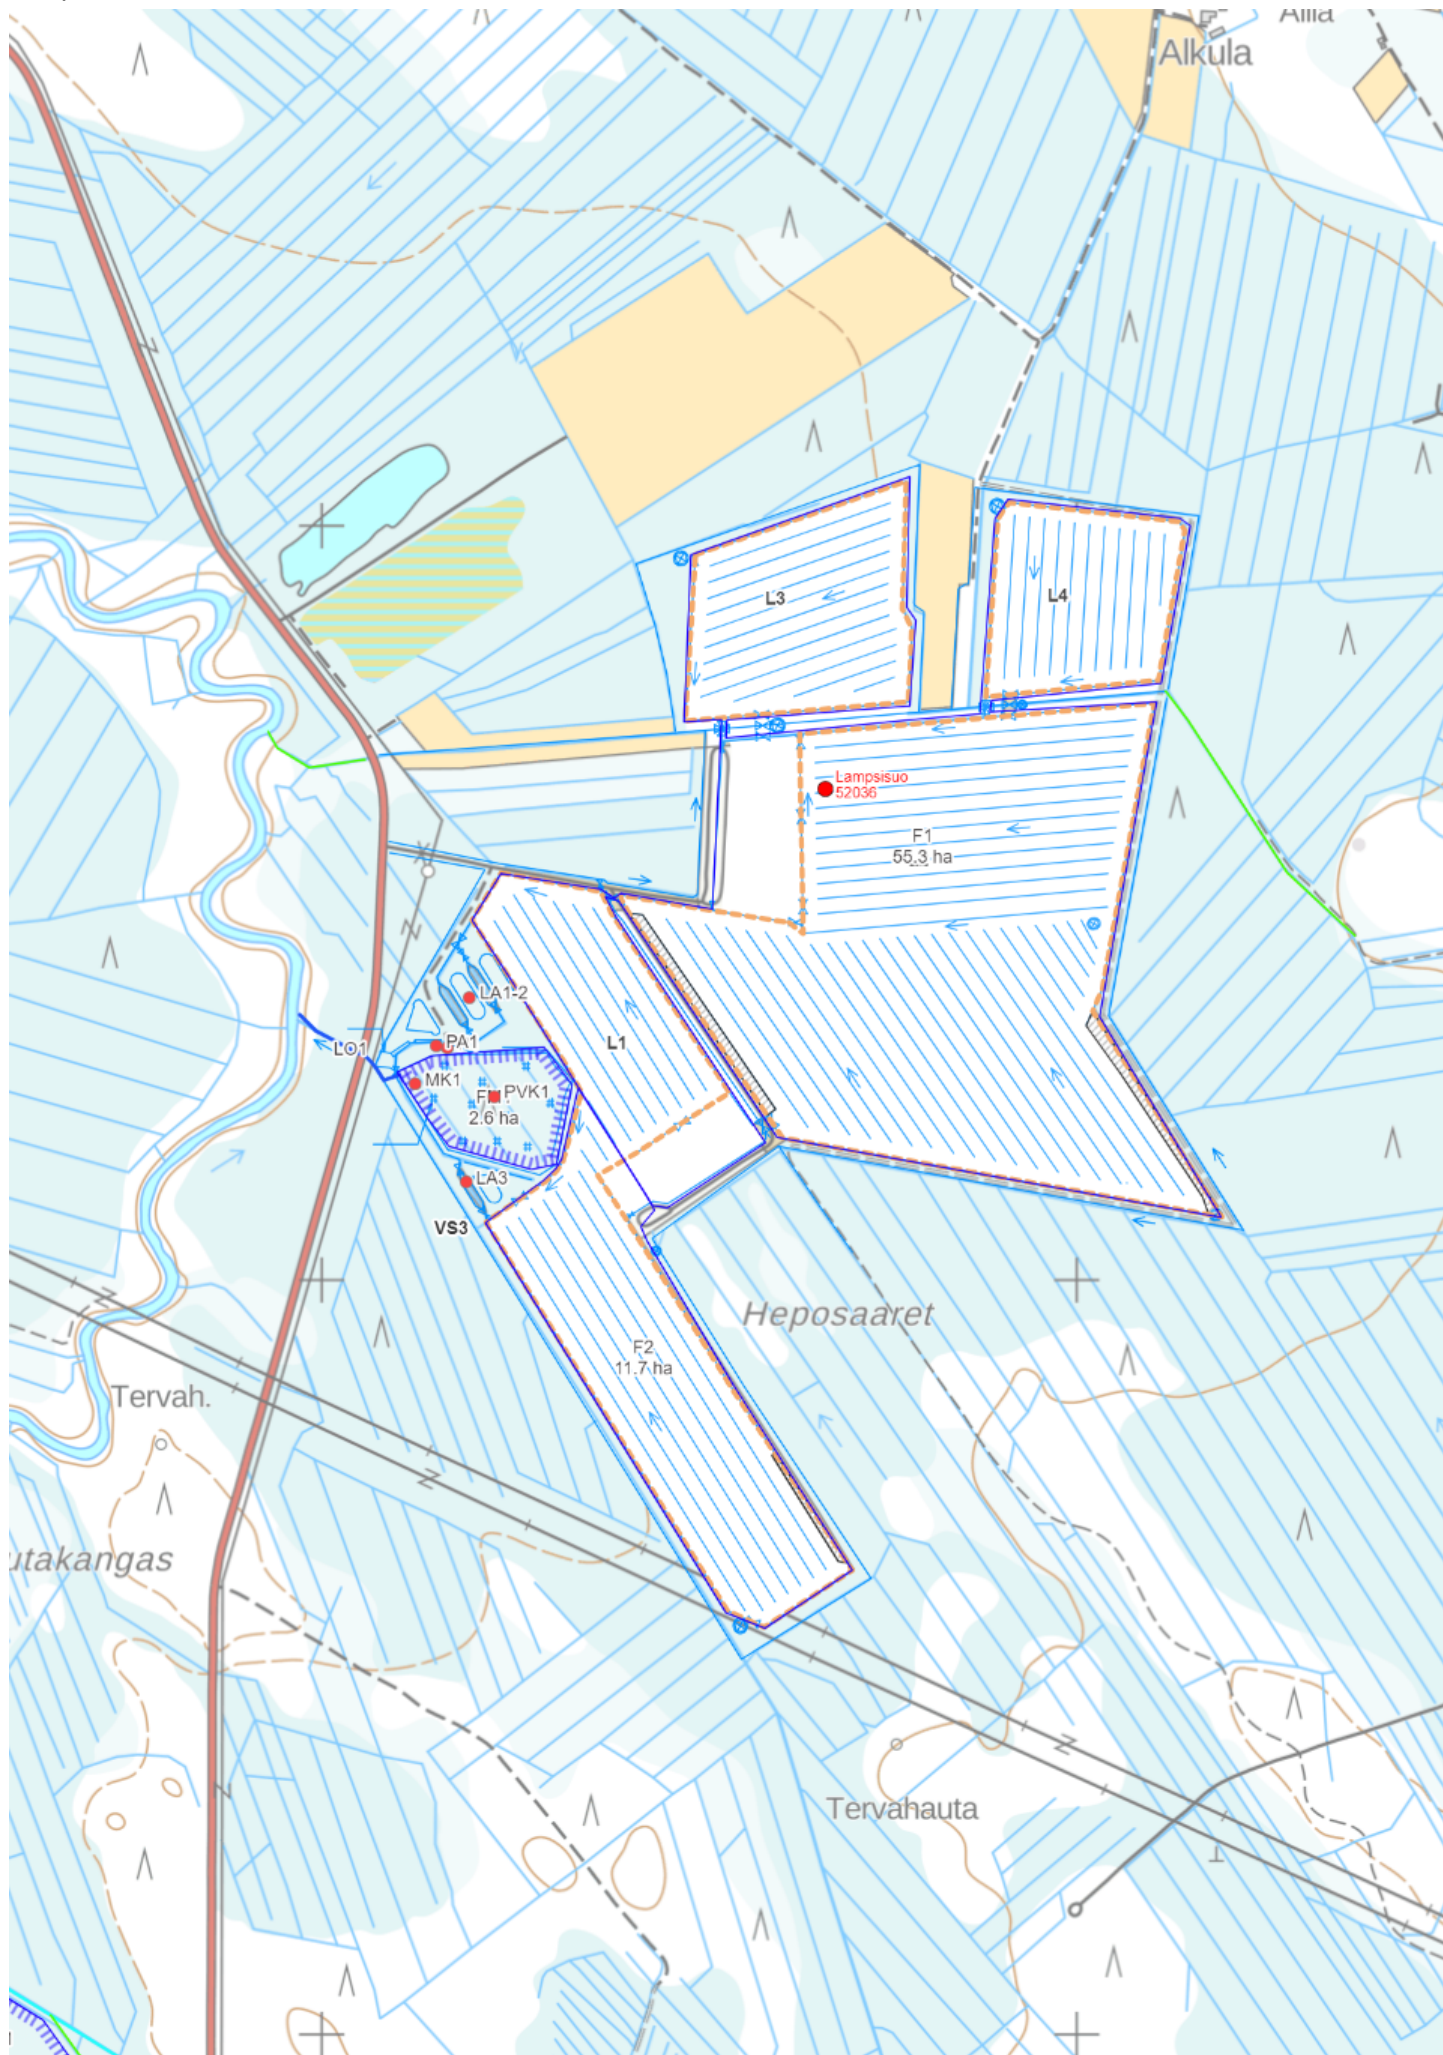 Alkula
L3
L4
Lampsisuo
52036
F1
55.3 ha
LA1-2
L1
LO1
PA1
MK1
PVK1
2.6 ha
LA3
VS3
Heposaaret
F2
11.7 ha
Tervah.
utakangas
Tervahauta